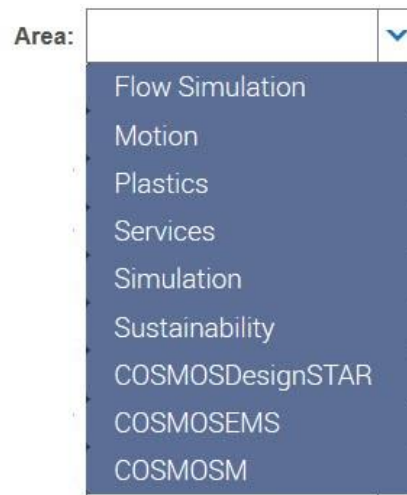 Area:
Flow Simulation
Motion
Plastics
Services
Simulation
Sustainability
COSMOSDesignSTAR
COSMOSEMS
COSMOSM